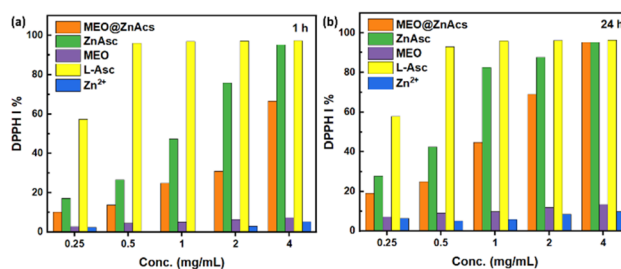 (a)
1 h
MEO@ZnAcs
ZnAsc
MEO
L-Asc
Zn²⁺
DPPH I %
100
80
60
40
20
0
0.25 0.5 1 2 4
Conc. (mg/mL)
(b)
24 h
MEO@ZnAcs
ZnAsc
MEO
L-Asc
Zn²⁺
DPPH I %
100
80
60
40
20
0
0.25 0.5 1 2 4
Conc. (mg/mL)